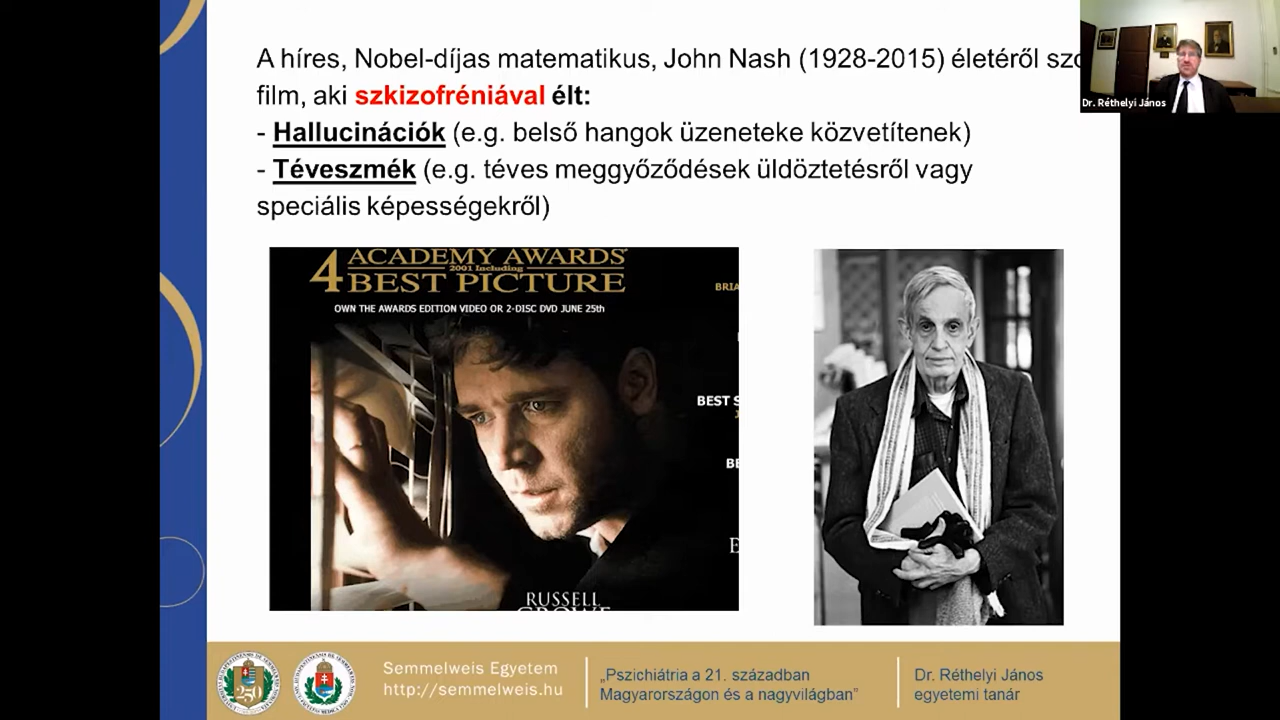 A híres, Nobel-díjas matematikus, John Nash (1928-2015) életéről szo
film, aki szkizofréniával élt:
- Hallucinációk (e.g. belső hangok üzeneteke közvetítenek)
- Téveszmék (e.g. téves meggyőződések üldöztetésről vagy
speciális képességekről)
Dr. Réthelyi János
4 ACADEMY AWARDS
2001 Including
BEST PICTURE
OWN THE AWARDS EDITION VIDEO OR 2-DISC DVD JUNE 25th
BRIA
BEST S
BE
RUSSELL
CROWE
250
Semmelweis Egyetem
http://semmelweis.hu
„Pszichiátria a 21. században
Magyarországon és a nagyvilágban”
Dr. Réthelyi János
egyetemi tanár